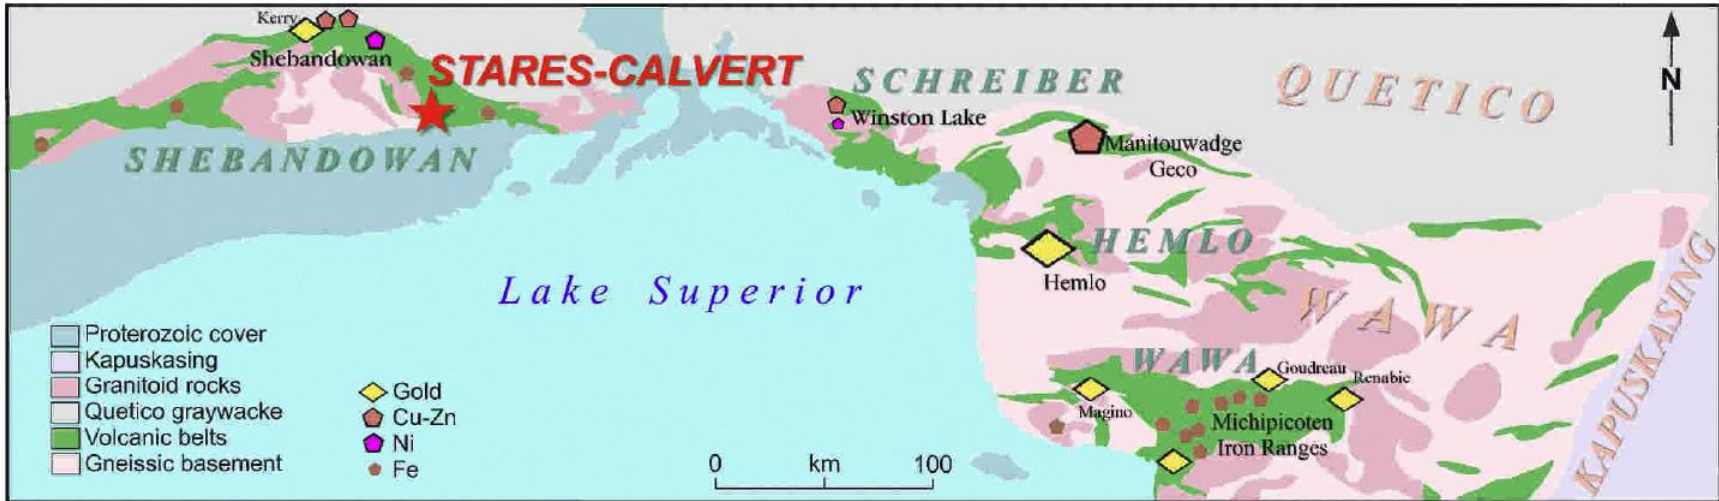 Kerry
Shebandowan
STARES-CALVERT
SHEBANDOWAN
SCHREIBER
Winston Lake
QUETICO
N
Manitouwadge
Geco
HEMLO
Hemlo
Lake Superior
WAWA
WAWA
Goudreau
Renabie
Magino
Michipicoten
Iron Ranges
KAPUSKASING
Proterozoic cover
Kapuskasing
Granitoid rocks
Quetico graywacke
Volcanic belts
Gneissic basement
Gold
Cu-Zn
Ni
Fe
0 km 100